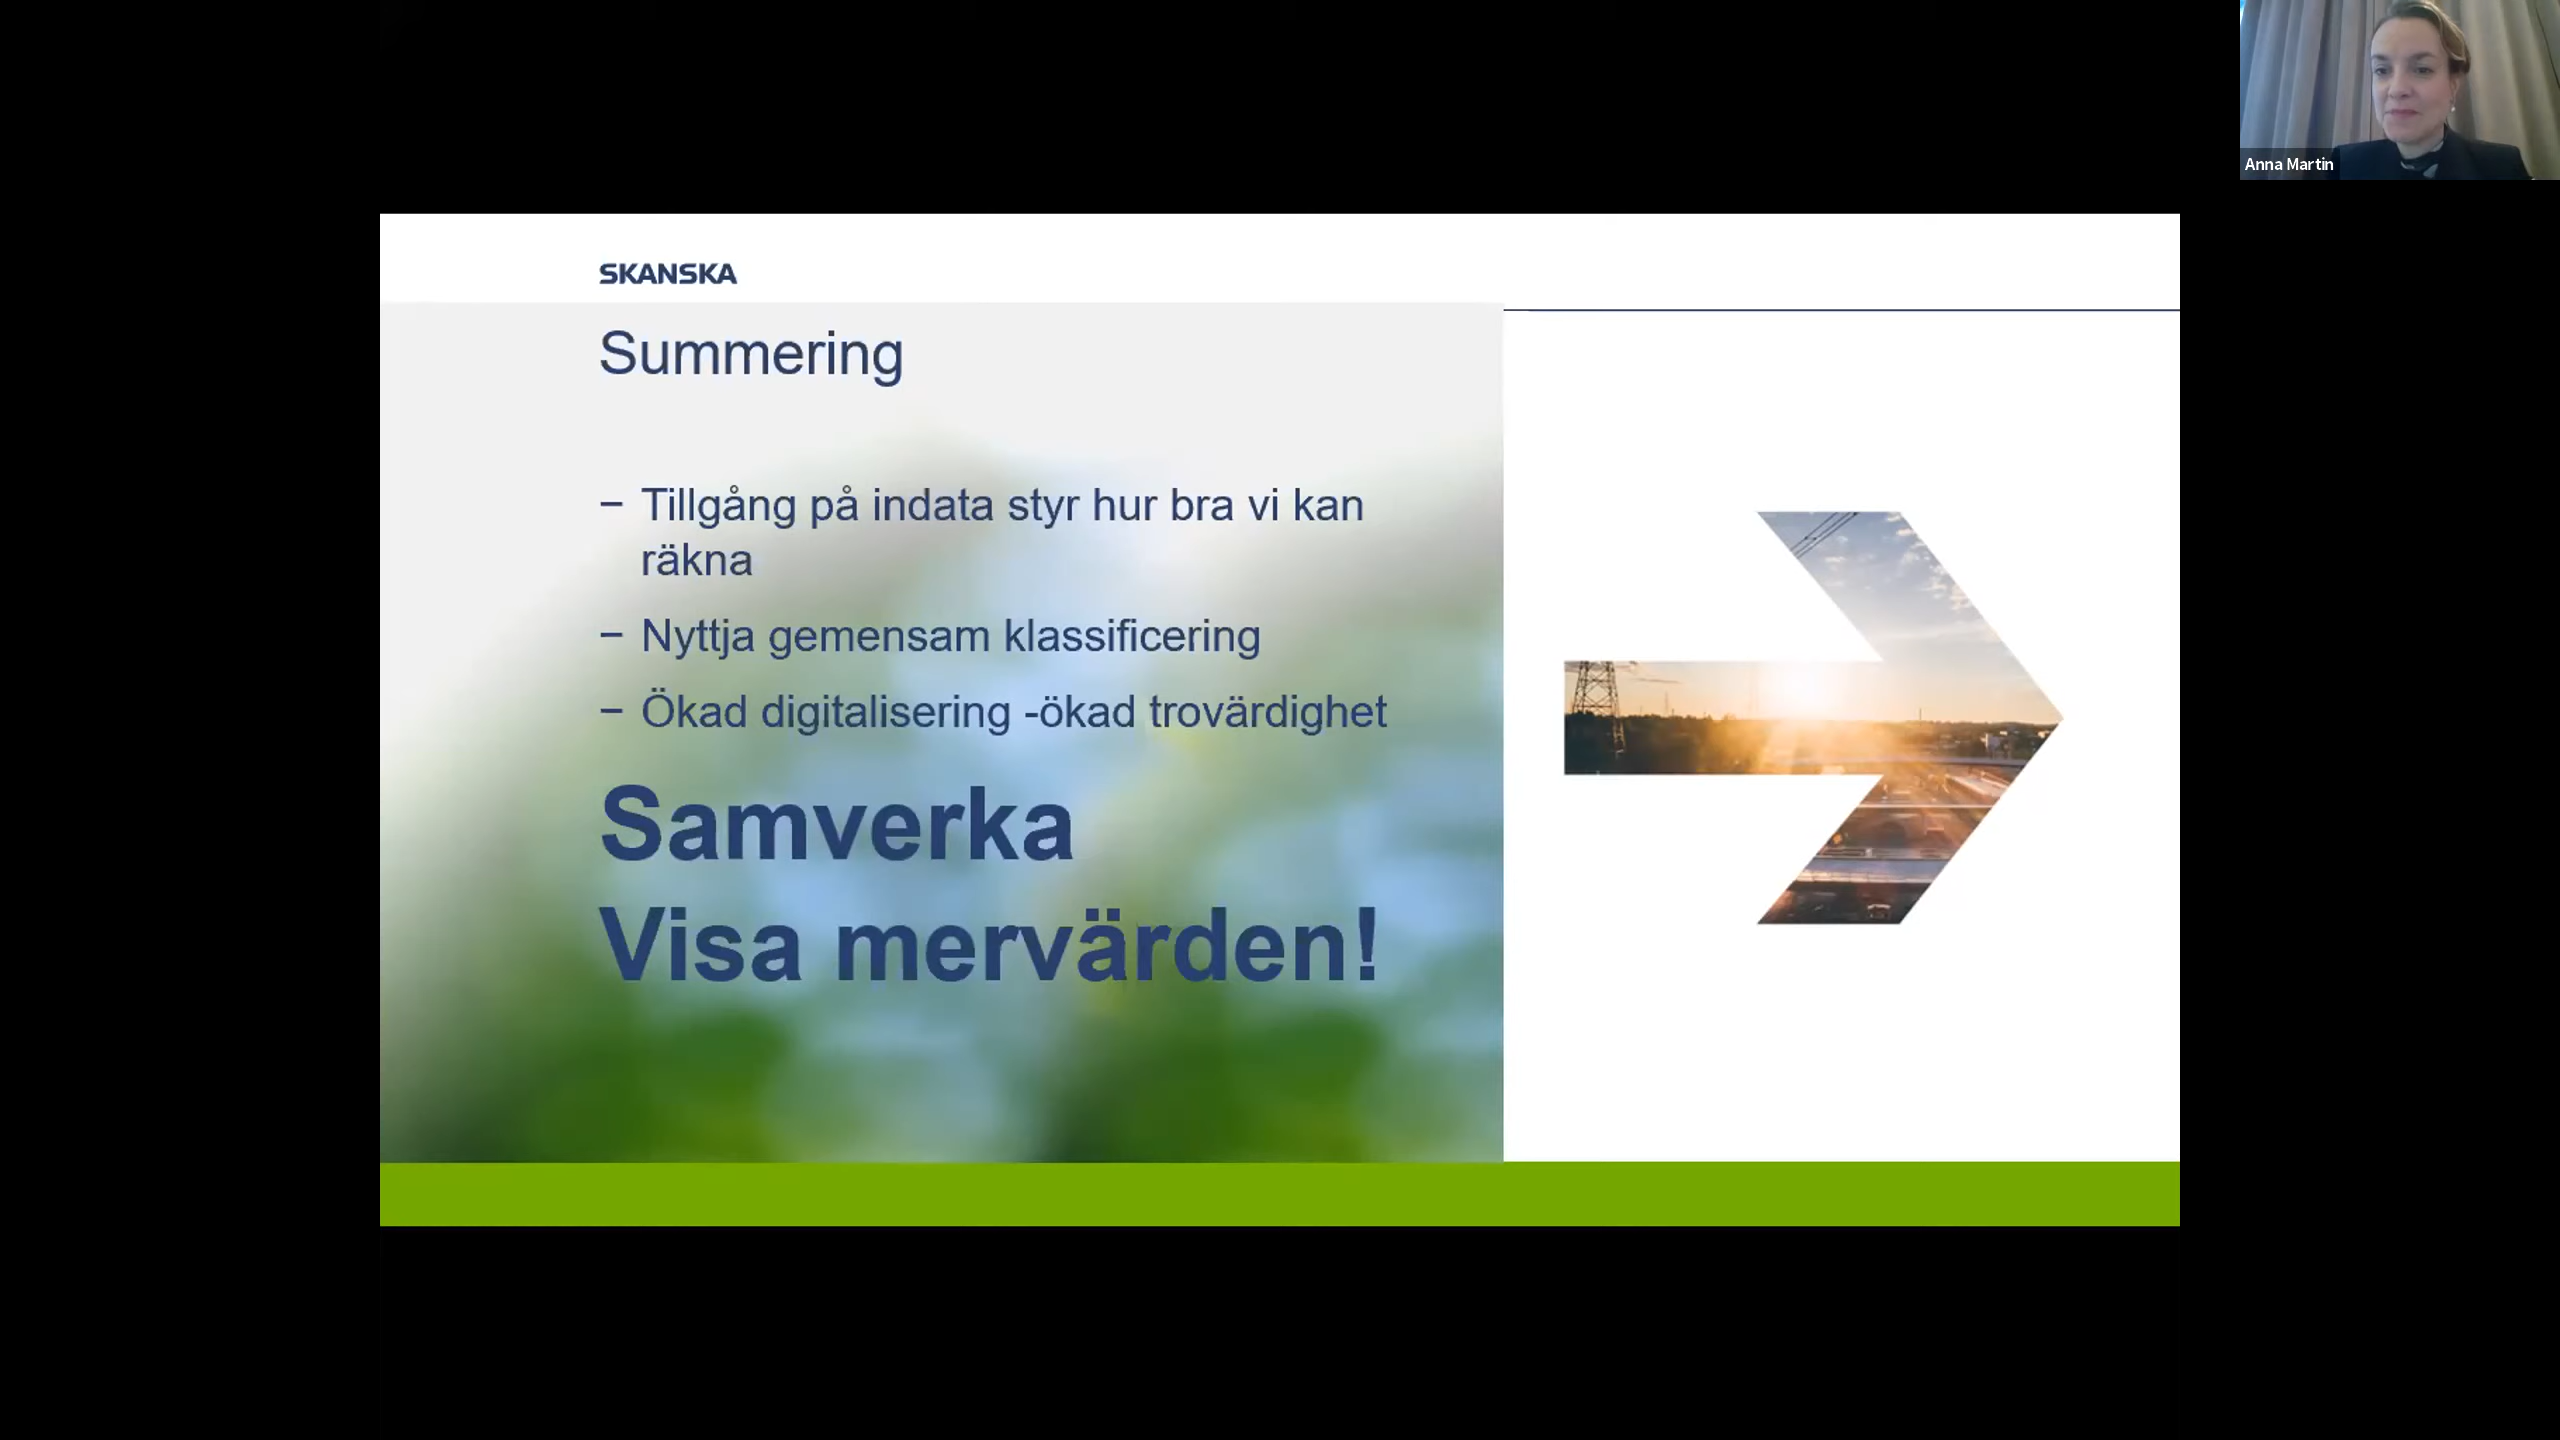 Anna Martin
SKANSKA
Summering
− Tillgång på indata styr hur bra vi kan
räkna
− Nyttja gemensam klassificering
− Ökad digitalisering -ökad trovärdighet
Samverka
Visa mervärden!